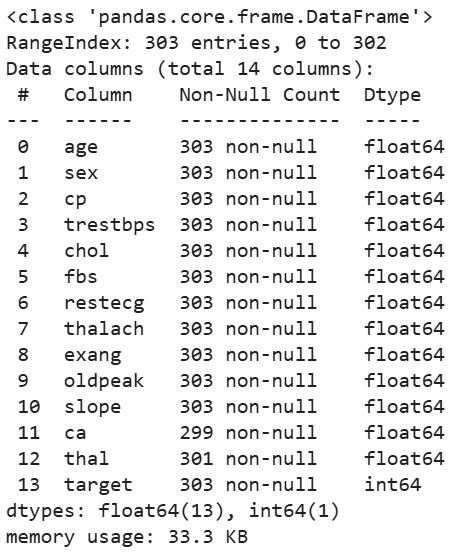 <class 'pandas.core.frame.DataFrame'>
RangeIndex: 303 entries, 0 to 302
Data columns (total 14 columns):
 #   Column    Non-Null Count  Dtype
---  ------    --------------  -----
 0   age       303 non-null    float64
 1   sex       303 non-null    float64
 2   cp        303 non-null    float64
 3   trestbps  303 non-null    float64
 4   chol      303 non-null    float64
 5   fbs       303 non-null    float64
 6   restecg   303 non-null    float64
 7   thalach   303 non-null    float64
 8   exang     303 non-null    float64
 9   oldpeak   303 non-null    float64
 10  slope     303 non-null    float64
 11  ca        299 non-null    float64
 12  thal      301 non-null    float64
 13  target    303 non-null    int64
dtypes: float64(13), int64(1)
memory usage: 33.3 KB